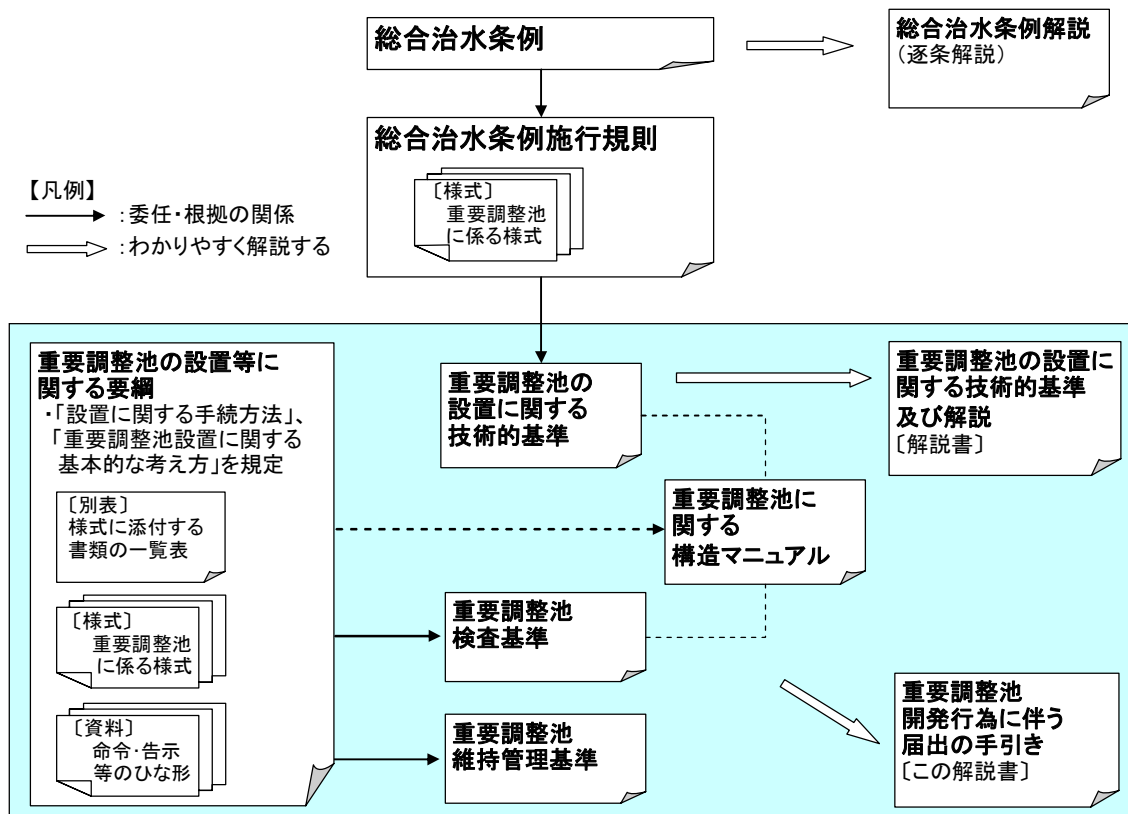 総合治水条例
総合治水条例解説
(逐条解説)
総合治水条例施行規則
〔様式〕
重要調整池
に係る様式
【凡例】
：委任・根拠の関係
：わかりやすく解説する
重要調整池の設置等に
関する要綱
・「設置に関する手続方法」、
「重要調整池設置に関する
基本的な考え方」を規定
〔別表〕
様式に添付する
書類の一覧表
〔様式〕
重要調整池
に係る様式
〔資料〕
命令・告示
等のひな形
重要調整池の
設置に関する
技術的基準
重要調整池の設置に
関する技術的基準
及び解説
〔解説書〕
重要調整池に
関する
構造マニュアル
重要調整池
検査基準
重要調整池
維持管理基準
重要調整池
開発行為に伴う
届出の手引き
〔この解説書〕